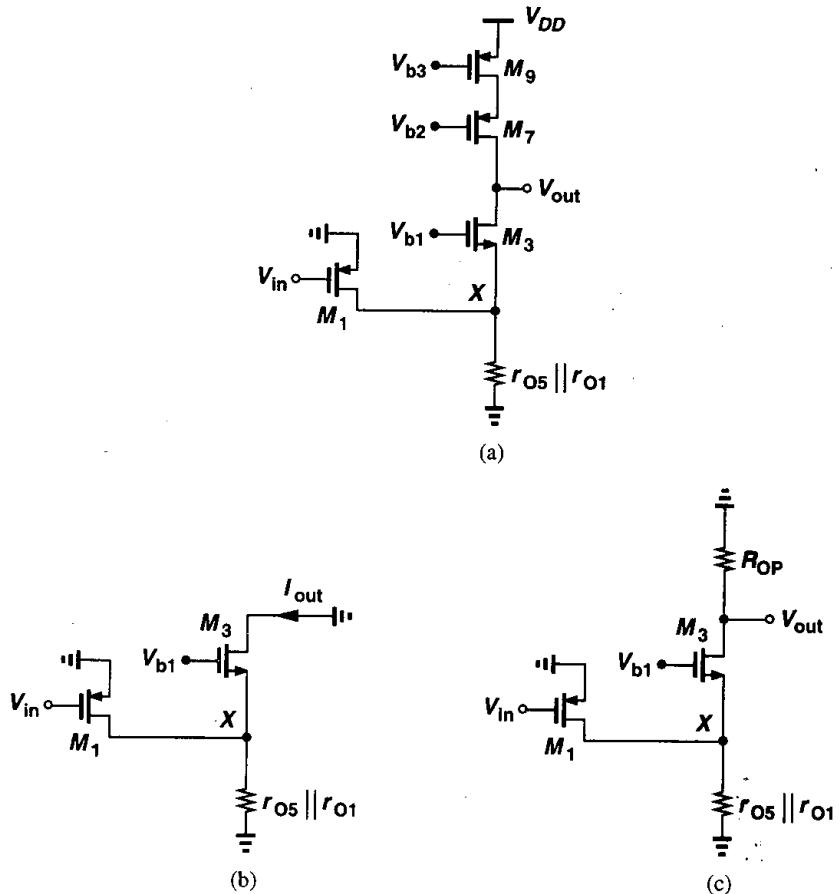 V_DD
V_b3
M_9
V_b2
M_7
V_out
V_b1
M_3
V_in
X
M_1
r_O5 || r_O1
(a)
I_out
M_3
V_b1
V_in
X
M_1
r_O5 || r_O1
(b)
R_OP
V_out
M_3
V_b1
V_in
X
M_1
r_O5 || r_O1
(c)